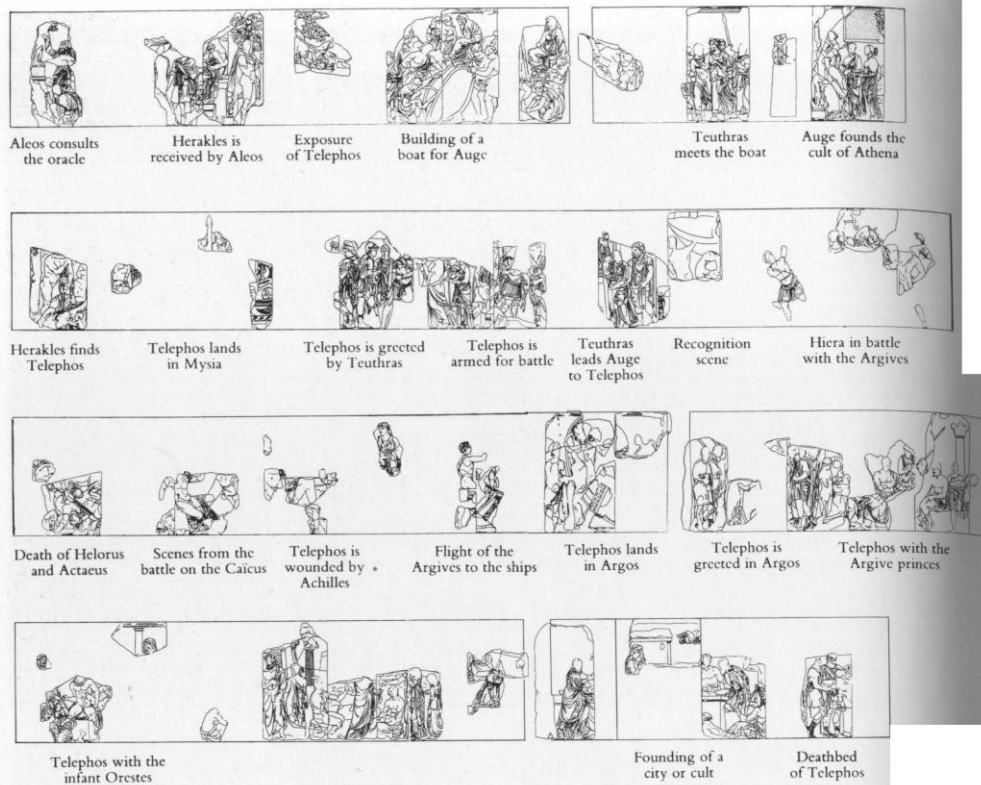 Aleos consults
the oracle
Herakles is
received by Aleos
Exposure
of Telephos
Building of a
boat for Auge
Teuthras
meets the boat
Auge founds the
cult of Athena
Herakles finds
Telephos
Telephos lands
in Mysia
Telephos is greeted
by Teuthras
Telephos is
armed for battle
Teuthras
leads Auge
to Telephos
Recognition
scene
Hiera in battle
with the Argives
Death of Helorus
and Actaeus
Scenes from the
battle on the Caïcus
Telephos is
wounded by
Achilles
Flight of the
Argives to the ships
Telephos lands
in Argos
Telephos is
greeted in Argos
Telephos with the
Argive princes
Telephos with the
infant Orestes
Founding of a
city or cult
Deathbed
of Telephos